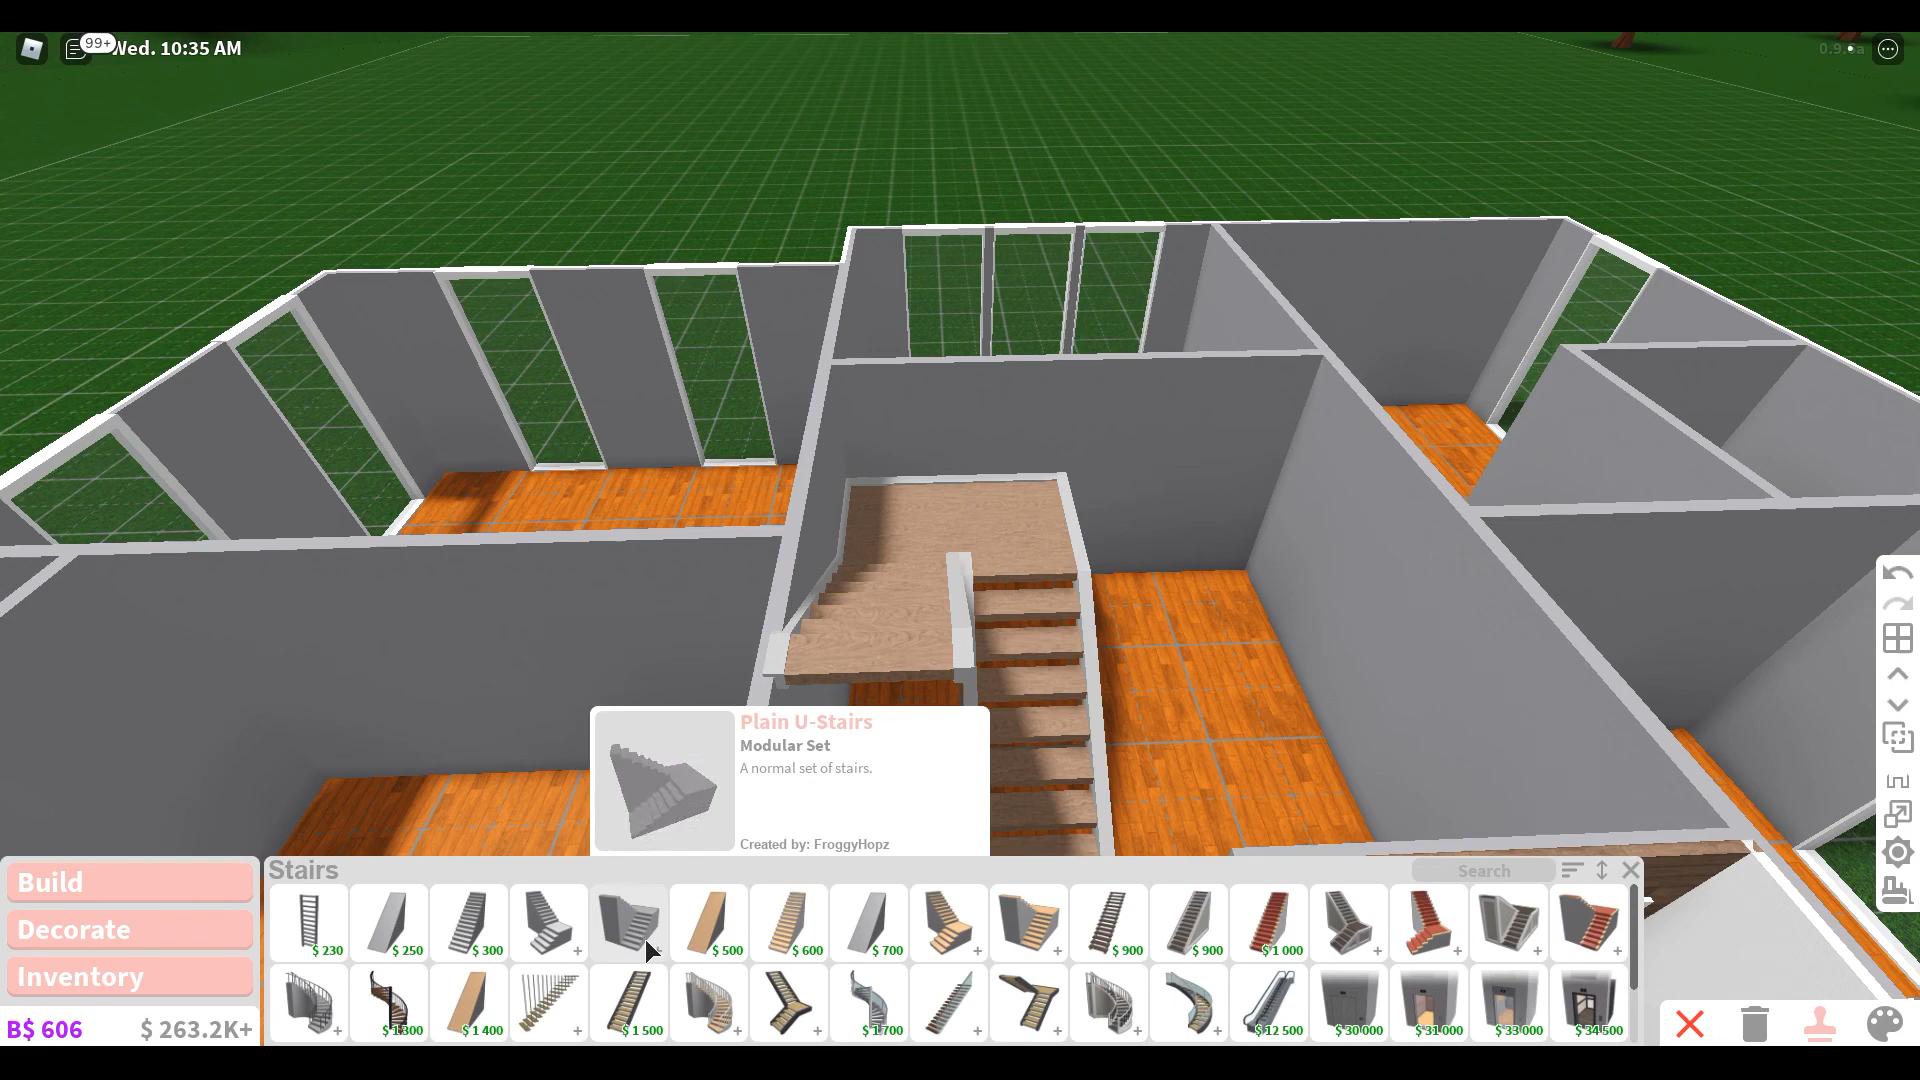 99+
Wed. 10:35 AM
Plain U-Stairs
Modular Set
A normal set of stairs.
Created by: FroggyHopz
Build
Decorate
Inventory
B$ 606
$ 263.2K+
Stairs
Search
$ 230
$ 250
$ 300
+
+
$ 500
$ 600
$ 700
+
+
$ 900
$ 900
$ 1 000
+
+
+
+
+
$ 1 300
$ 1 400
+
$ 1 500
+
+
$ 1 700
+
+
+
+
$ 12 500
$ 30 000
$ 31 000
$ 33 000
$ 34 500